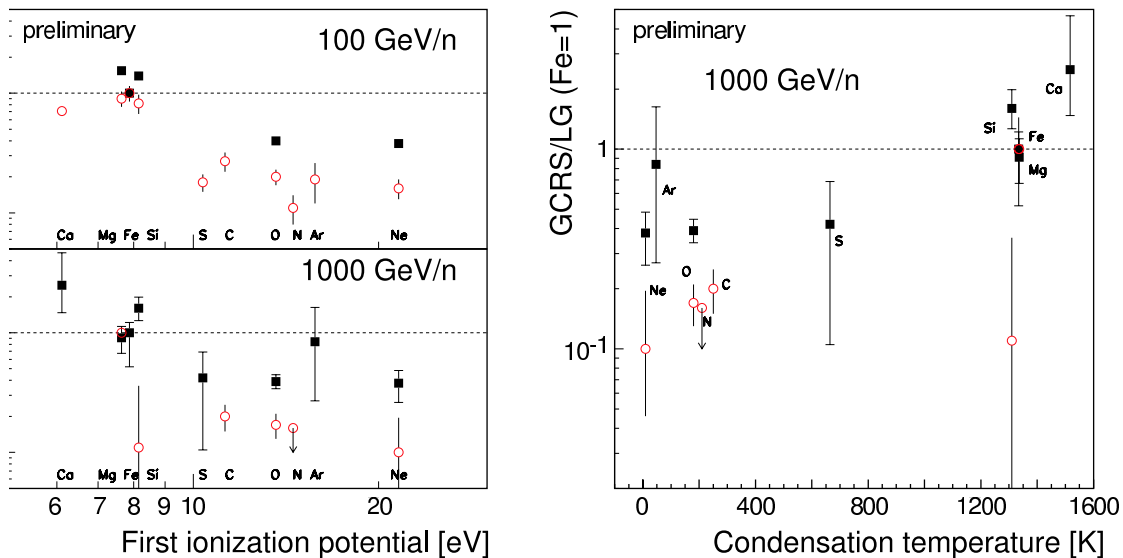 preliminary
100 GeV/n
Ca Mg Fe Si S C O N Ar Ne
1000 GeV/n
Ca Mg Fe Si S C O N Ar Ne
6 7 8 9 10 20
First ionization potential [eV]
GCRS/LG (Fe=1)
preliminary
1000 GeV/n
Ca
Si
Fe
Mg
1
Ar
S
O
C
Ne
N
10-1
0 400 800 1200 1600
Condensation temperature [K]